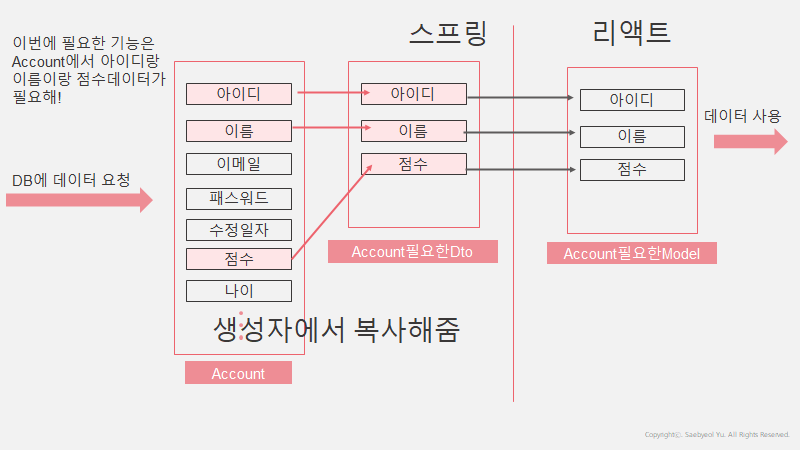 스프링
리액트
이번에 필요한 기능은
Account에서 아이디랑
이름이랑 점수데이터가
필요해!
DB에 데이터 요청
아이디
이름
이메일
패스워드
수정일자
점수
나이
생성자에서 복사해줌
Account
아이디
이름
점수
Account필요한Dto
아이디
이름
점수
Account필요한Model
데이터 사용
Copyrightⓒ. Saebyeol Yu. All Rights Reserved.